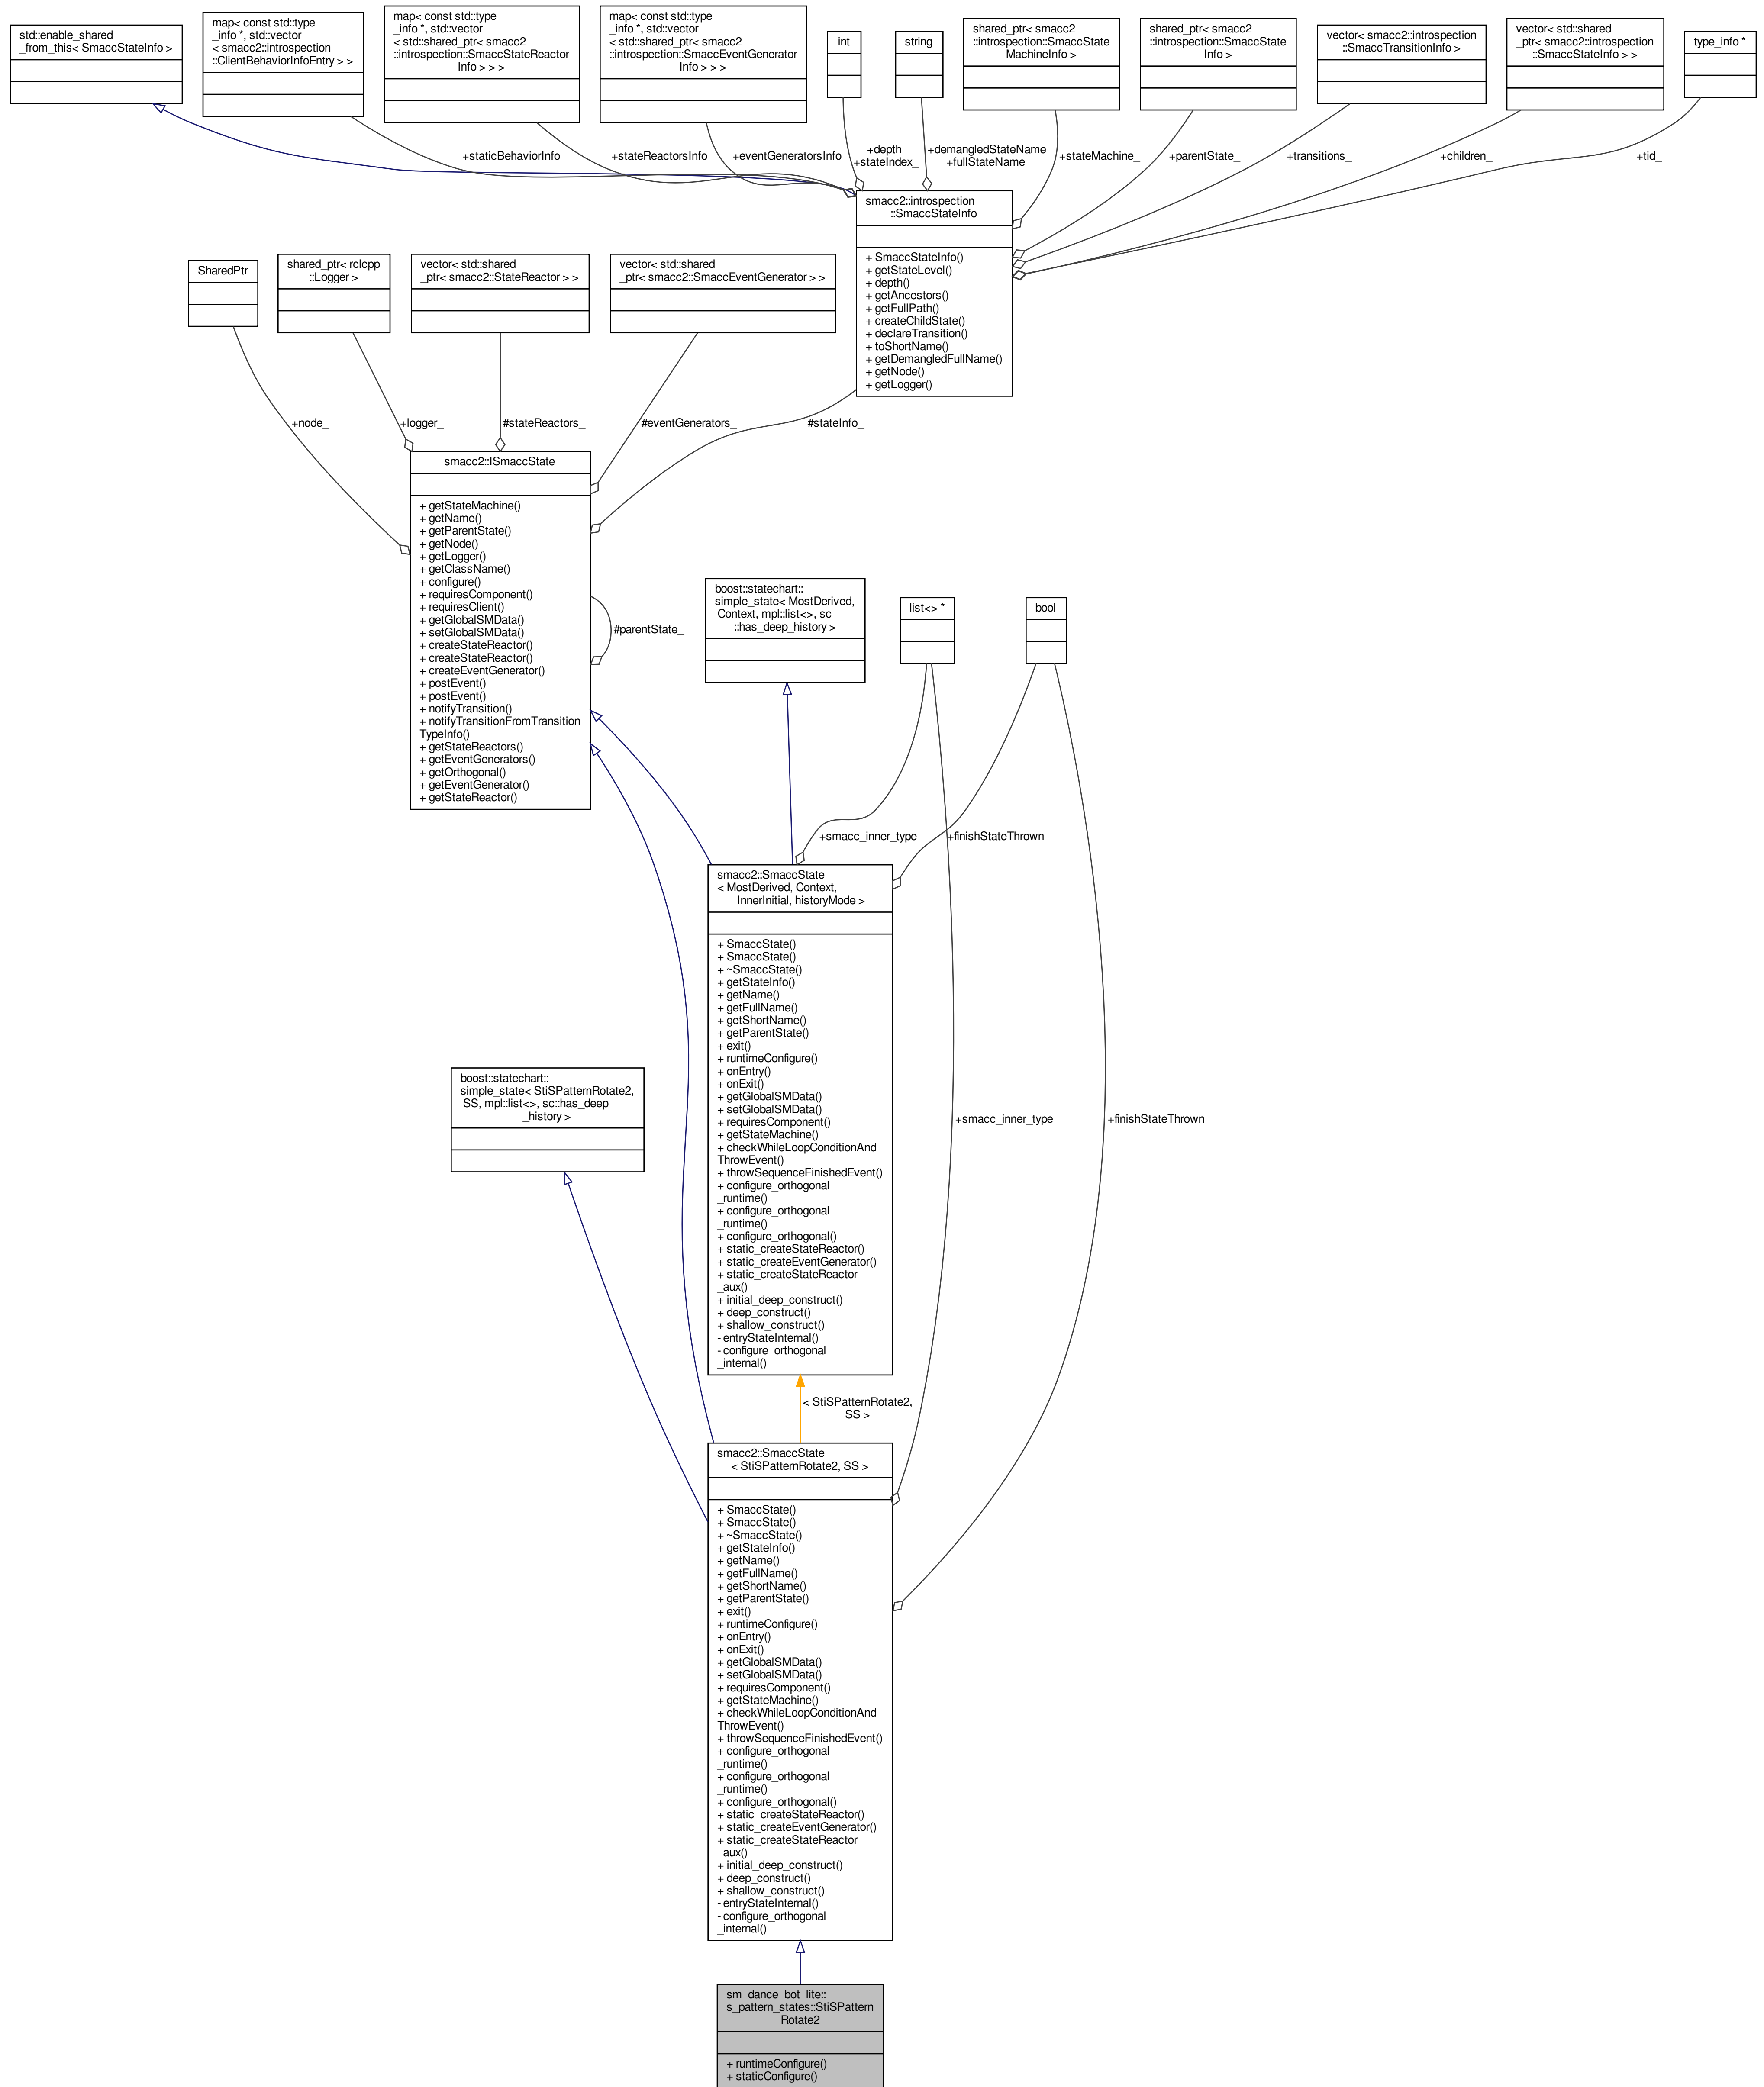 std::enable_shared
_from_this< SmaccStateInfo >
map< const std::type
_info *, std::vector
< smacc2::introspection
::ClientBehaviorInfoEntry > >
map< const std::type
_info *, std::vector
< std::shared_ptr< smacc2
::introspection::SmaccStateReactor
Info > > >
map< const std::type
_info *, std::vector
< std::shared_ptr< smacc2
::introspection::SmaccEventGenerator
Info > > >
int
string
shared_ptr< smacc2
::introspection::SmaccState
MachineInfo >
shared_ptr< smacc2
::introspection::SmaccState
Info >
vector< smacc2::introspection
::SmaccTransitionInfo >
vector< std::shared
_ptr< smacc2::introspection
::SmaccStateInfo > >
type_info *
+staticBehaviorInfo
+stateReactorsInfo
+eventGeneratorsInfo
+depth_
+stateIndex_
+demangledStateName
+fullStateName
+stateMachine_
+parentState_
+transitions_
+children_
+tid_
smacc2::introspection
::SmaccStateInfo
+ SmaccStateInfo()
+ getStateLevel()
+ depth()
+ getAncestors()
+ getFullPath()
+ createChildState()
+ declareTransition()
+ toShortName()
+ getDemangledFullName()
+ getNode()
+ getLogger()
SharedPtr
shared_ptr< rclcpp
::Logger >
vector< std::shared
_ptr< smacc2::StateReactor > >
vector< std::shared
_ptr< smacc2::SmaccEventGenerator > >
+node_
+logger_
#stateReactors_
#eventGenerators_
#stateInfo_
smacc2::ISmaccState
+ getStateMachine()
+ getName()
+ getParentState()
+ getNode()
+ getLogger()
+ getClassName()
+ configure()
+ requiresComponent()
+ requiresClient()
+ getGlobalSMData()
+ setGlobalSMData()
+ createStateReactor()
+ createStateReactor()
+ createEventGenerator()
+ postEvent()
+ postEvent()
+ notifyTransition()
+ notifyTransitionFromTransition
TypeInfo()
+ getStateReactors()
+ getEventGenerators()
+ getOrthogonal()
+ getEventGenerator()
+ getStateReactor()
#parentState_
boost::statechart::
simple_state< MostDerived,
Context, mpl::list<>, sc
::has_deep_history >
list<> *
bool
+smacc_inner_type
+finishStateThrown
smacc2::SmaccState
< MostDerived, Context,
InnerInitial, historyMode >
+ SmaccState()
+ SmaccState()
+ ~SmaccState()
+ getStateInfo()
+ getName()
+ getFullName()
+ getShortName()
+ getParentState()
+ exit()
+ runtimeConfigure()
+ onEntry()
+ onExit()
+ getGlobalSMData()
+ setGlobalSMData()
+ requiresComponent()
+ getStateMachine()
+ checkWhileLoopConditionAnd
ThrowEvent()
+ throwSequenceFinishedEvent()
+ configure_orthogonal
_runtime()
+ configure_orthogonal
_runtime()
+ configure_orthogonal()
+ static_createStateReactor()
+ static_createEventGenerator()
+ static_createStateReactor
_aux()
+ initial_deep_construct()
+ deep_construct()
+ shallow_construct()
- entryStateInternal()
- configure_orthogonal
_internal()
boost::statechart::
simple_state< StiSPatternRotate2,
SS, mpl::list<>, sc::has_deep
_history >
+smacc_inner_type
+finishStateThrown
< StiSPatternRotate2,
SS >
smacc2::SmaccState
< StiSPatternRotate2, SS >
+ SmaccState()
+ SmaccState()
+ ~SmaccState()
+ getStateInfo()
+ getName()
+ getFullName()
+ getShortName()
+ getParentState()
+ exit()
+ runtimeConfigure()
+ onEntry()
+ onExit()
+ getGlobalSMData()
+ setGlobalSMData()
+ requiresComponent()
+ getStateMachine()
+ checkWhileLoopConditionAnd
ThrowEvent()
+ throwSequenceFinishedEvent()
+ configure_orthogonal
_runtime()
+ configure_orthogonal
_runtime()
+ configure_orthogonal()
+ static_createStateReactor()
+ static_createEventGenerator()
+ static_createStateReactor
_aux()
+ initial_deep_construct()
+ deep_construct()
+ shallow_construct()
- entryStateInternal()
- configure_orthogonal
_internal()
sm_dance_bot_lite::
s_pattern_states::StiSPattern
Rotate2
+ runtimeConfigure()
+ staticConfigure()